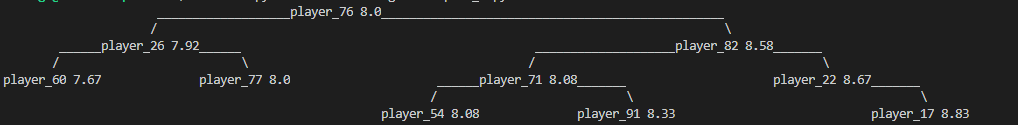 player_76 8.0
player_26 7.92 player_82 8.58
player_60 7.67 player_77 8.0 player_71 8.08 player_22 8.67
player_54 8.08 player_91 8.33 player_17 8.83